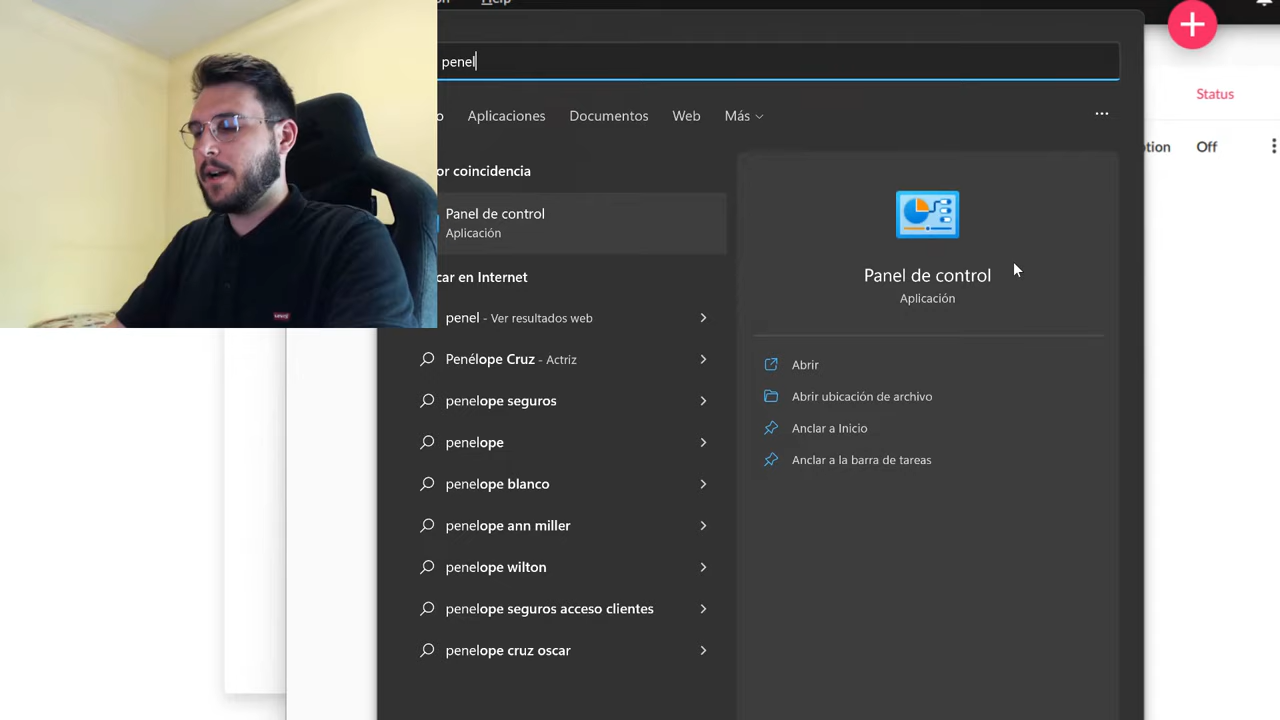 Help
penel
Aplicaciones Documentos Web Más
Status
or coincidencia
ption Off
Panel de control
Aplicación
Panel de control
Aplicación
car en Internet
penel - Ver resultados web
Penélope Cruz - Actriz
penelope seguros
penelope
penelope blanco
penelope ann miller
penelope wilton
penelope seguros acceso clientes
penelope cruz oscar
Abrir
Abrir ubicación de archivo
Anclar a Inicio
Anclar a la barra de tareas